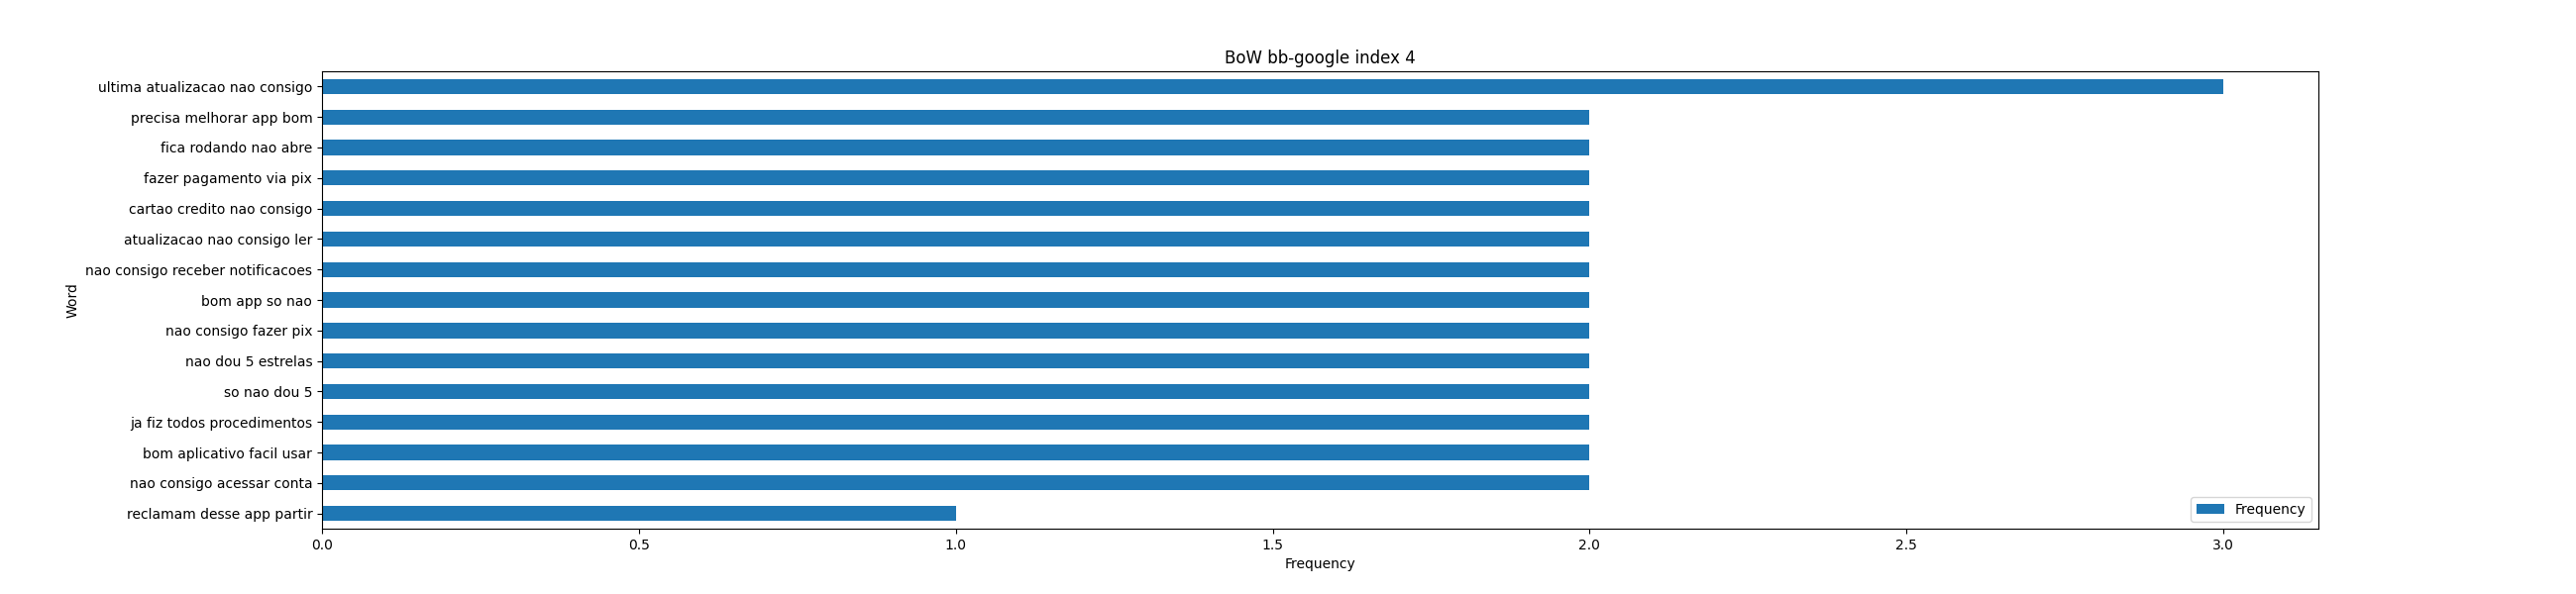 BoW bb-google index 4
ultima atualizacao nao consigo
precisa melhorar app bom
fica rodando nao abre
fazer pagamento via pix
cartao credito nao consigo
atualizacao nao consigo ler
nao consigo receber notificacoes
bom app so nao
nao consigo fazer pix
nao dou 5 estrelas
so nao dou 5
ja fiz todos procedimentos
bom aplicativo facil usar
nao consigo acessar conta
reclamam desse app partir
Word
Frequency
0.0 0.5 1.0 1.5 2.0 2.5 3.0
Frequency